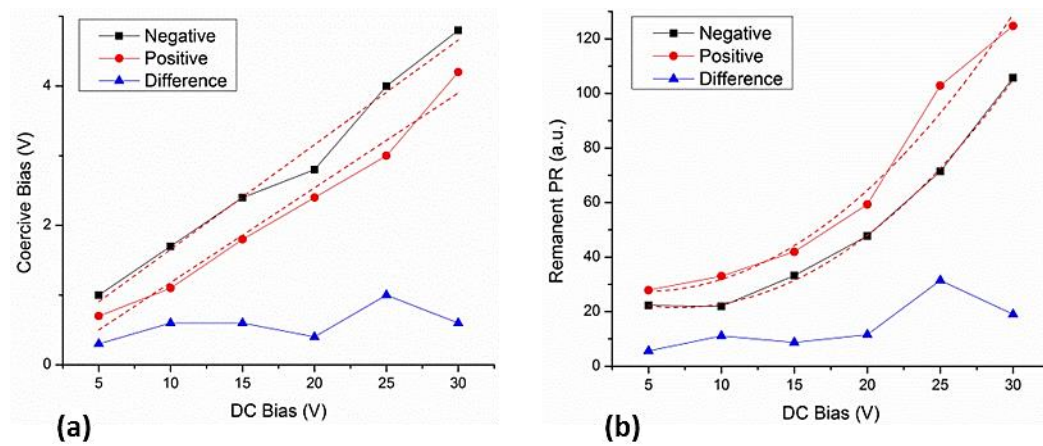 Negative
Positive
Difference
4
2
0
Coercive Bias (V)
5 10 15 20 25 30
DC Bias (V)
(a)
Negative
Positive
Difference
120
100
80
60
40
20
0
Remanent PR (a.u.)
5 10 15 20 25 30
DC Bias (V)
(b)